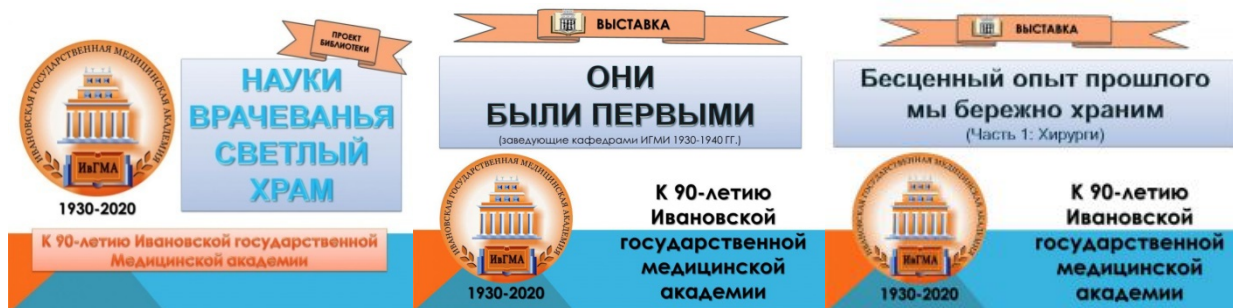 ПРОЕКТ
БИБЛИОТЕКИ
НАУКИ
ВРАЧЕВАНЬЯ
СВЕТЛЫЙ
ХРАМ
ИВАНОВСКАЯ ГОСУДАРСТВЕННАЯ МЕДИЦИНСКАЯ АКАДЕМИЯ
ИвГМА
1930-2020
К 90-летию Ивановской государственной
Медицинской академии
ВЫСТАВКА
ОНИ
БЫЛИ ПЕРВЫМИ
(заведующие кафедрами ИГМИ 1930-1940 ГГ.)
ИВАНОВСКАЯ ГОСУДАРСТВЕННАЯ МЕДИЦИНСКАЯ АКАДЕМИЯ
ИвГМА
1930-2020
К 90-летию
Ивановской
государственной
медицинской
академии
ВЫСТАВКА
Бесценный опыт прошлого
мы бережно храним
(Часть 1: Хирурги)
ИВАНОВСКАЯ ГОСУДАРСТВЕННАЯ МЕДИЦИНСКАЯ АКАДЕМИЯ
ИвГМА
1930-2020
К 90-летию
Ивановской
государственной
медицинской
академии